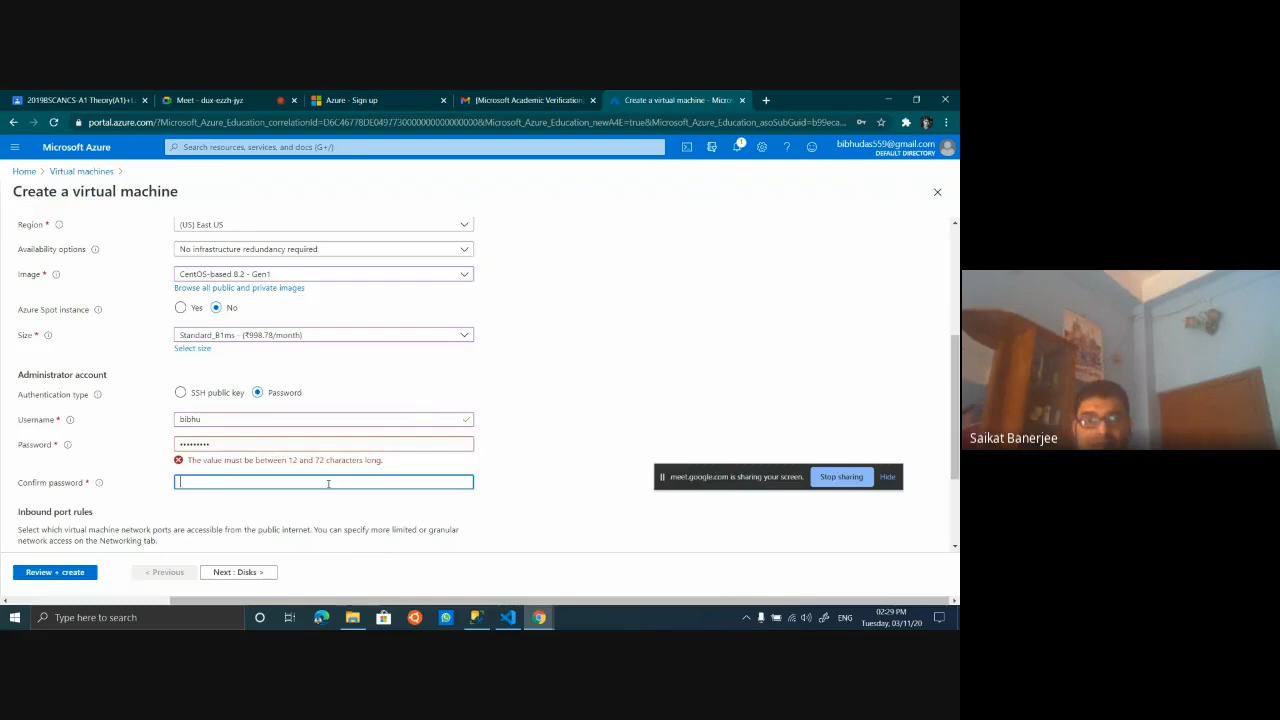 2019BSCANCS-A1 Theory(A1)+L
Meet - dux-ezzh-jyz
Azure - Sign up
[Microsoft Academic Verification
Create a virtual machine - Micros
portal.azure.com/?Microsoft_Azure_Education_correlationId=D6C46778DE04977300000000000000000&Microsoft_Azure_Education_newA4E=true&Microsoft_Azure_Education_asoSubGuid=b99eca...
Microsoft Azure
Search resources, services, and docs (G+/)
1
bibhudas559@gmail.com
DEFAULT DIRECTORY
Home > Virtual machines >
Create a virtual machine
Region *
(US) East US
Availability options
No infrastructure redundancy required
Image *
CentOS-based 8.2 - Gen1
Browse all public and private images
Azure Spot instance
Yes No
Size *
Standard_B1ms - (₹998.78/month)
Select size
Administrator account
Authentication type
SSH public key Password
Username *
bibhu
Password *
•••••••••
The value must be between 12 and 72 characters long.
Confirm password *
Inbound port rules
Select which virtual machine network ports are accessible from the public internet. You can specify more limited or granular
network access on the Networking tab.
Review + create
< Previous
Next : Disks >
meet.google.com is sharing your screen.
Stop sharing
Hide
Saikat Banerjee
Type here to search
ENG
02:29 PM
Tuesday, 03/11/20